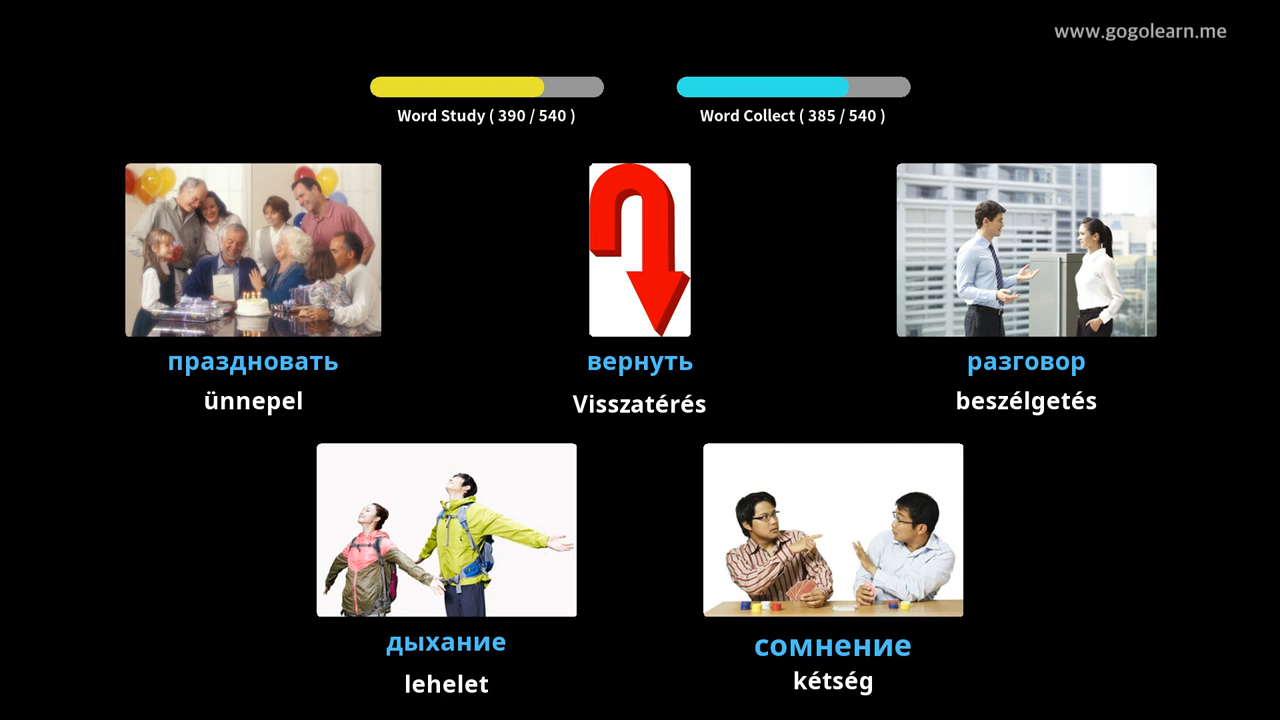 www.gogolearn.me
Word Study ( 390 / 540 )
Word Collect ( 385 / 540 )
праздновать
ünnepel
вернуть
Visszatérés
разговор
beszélgetés
дыхание
lehelet
сомнение
kétség